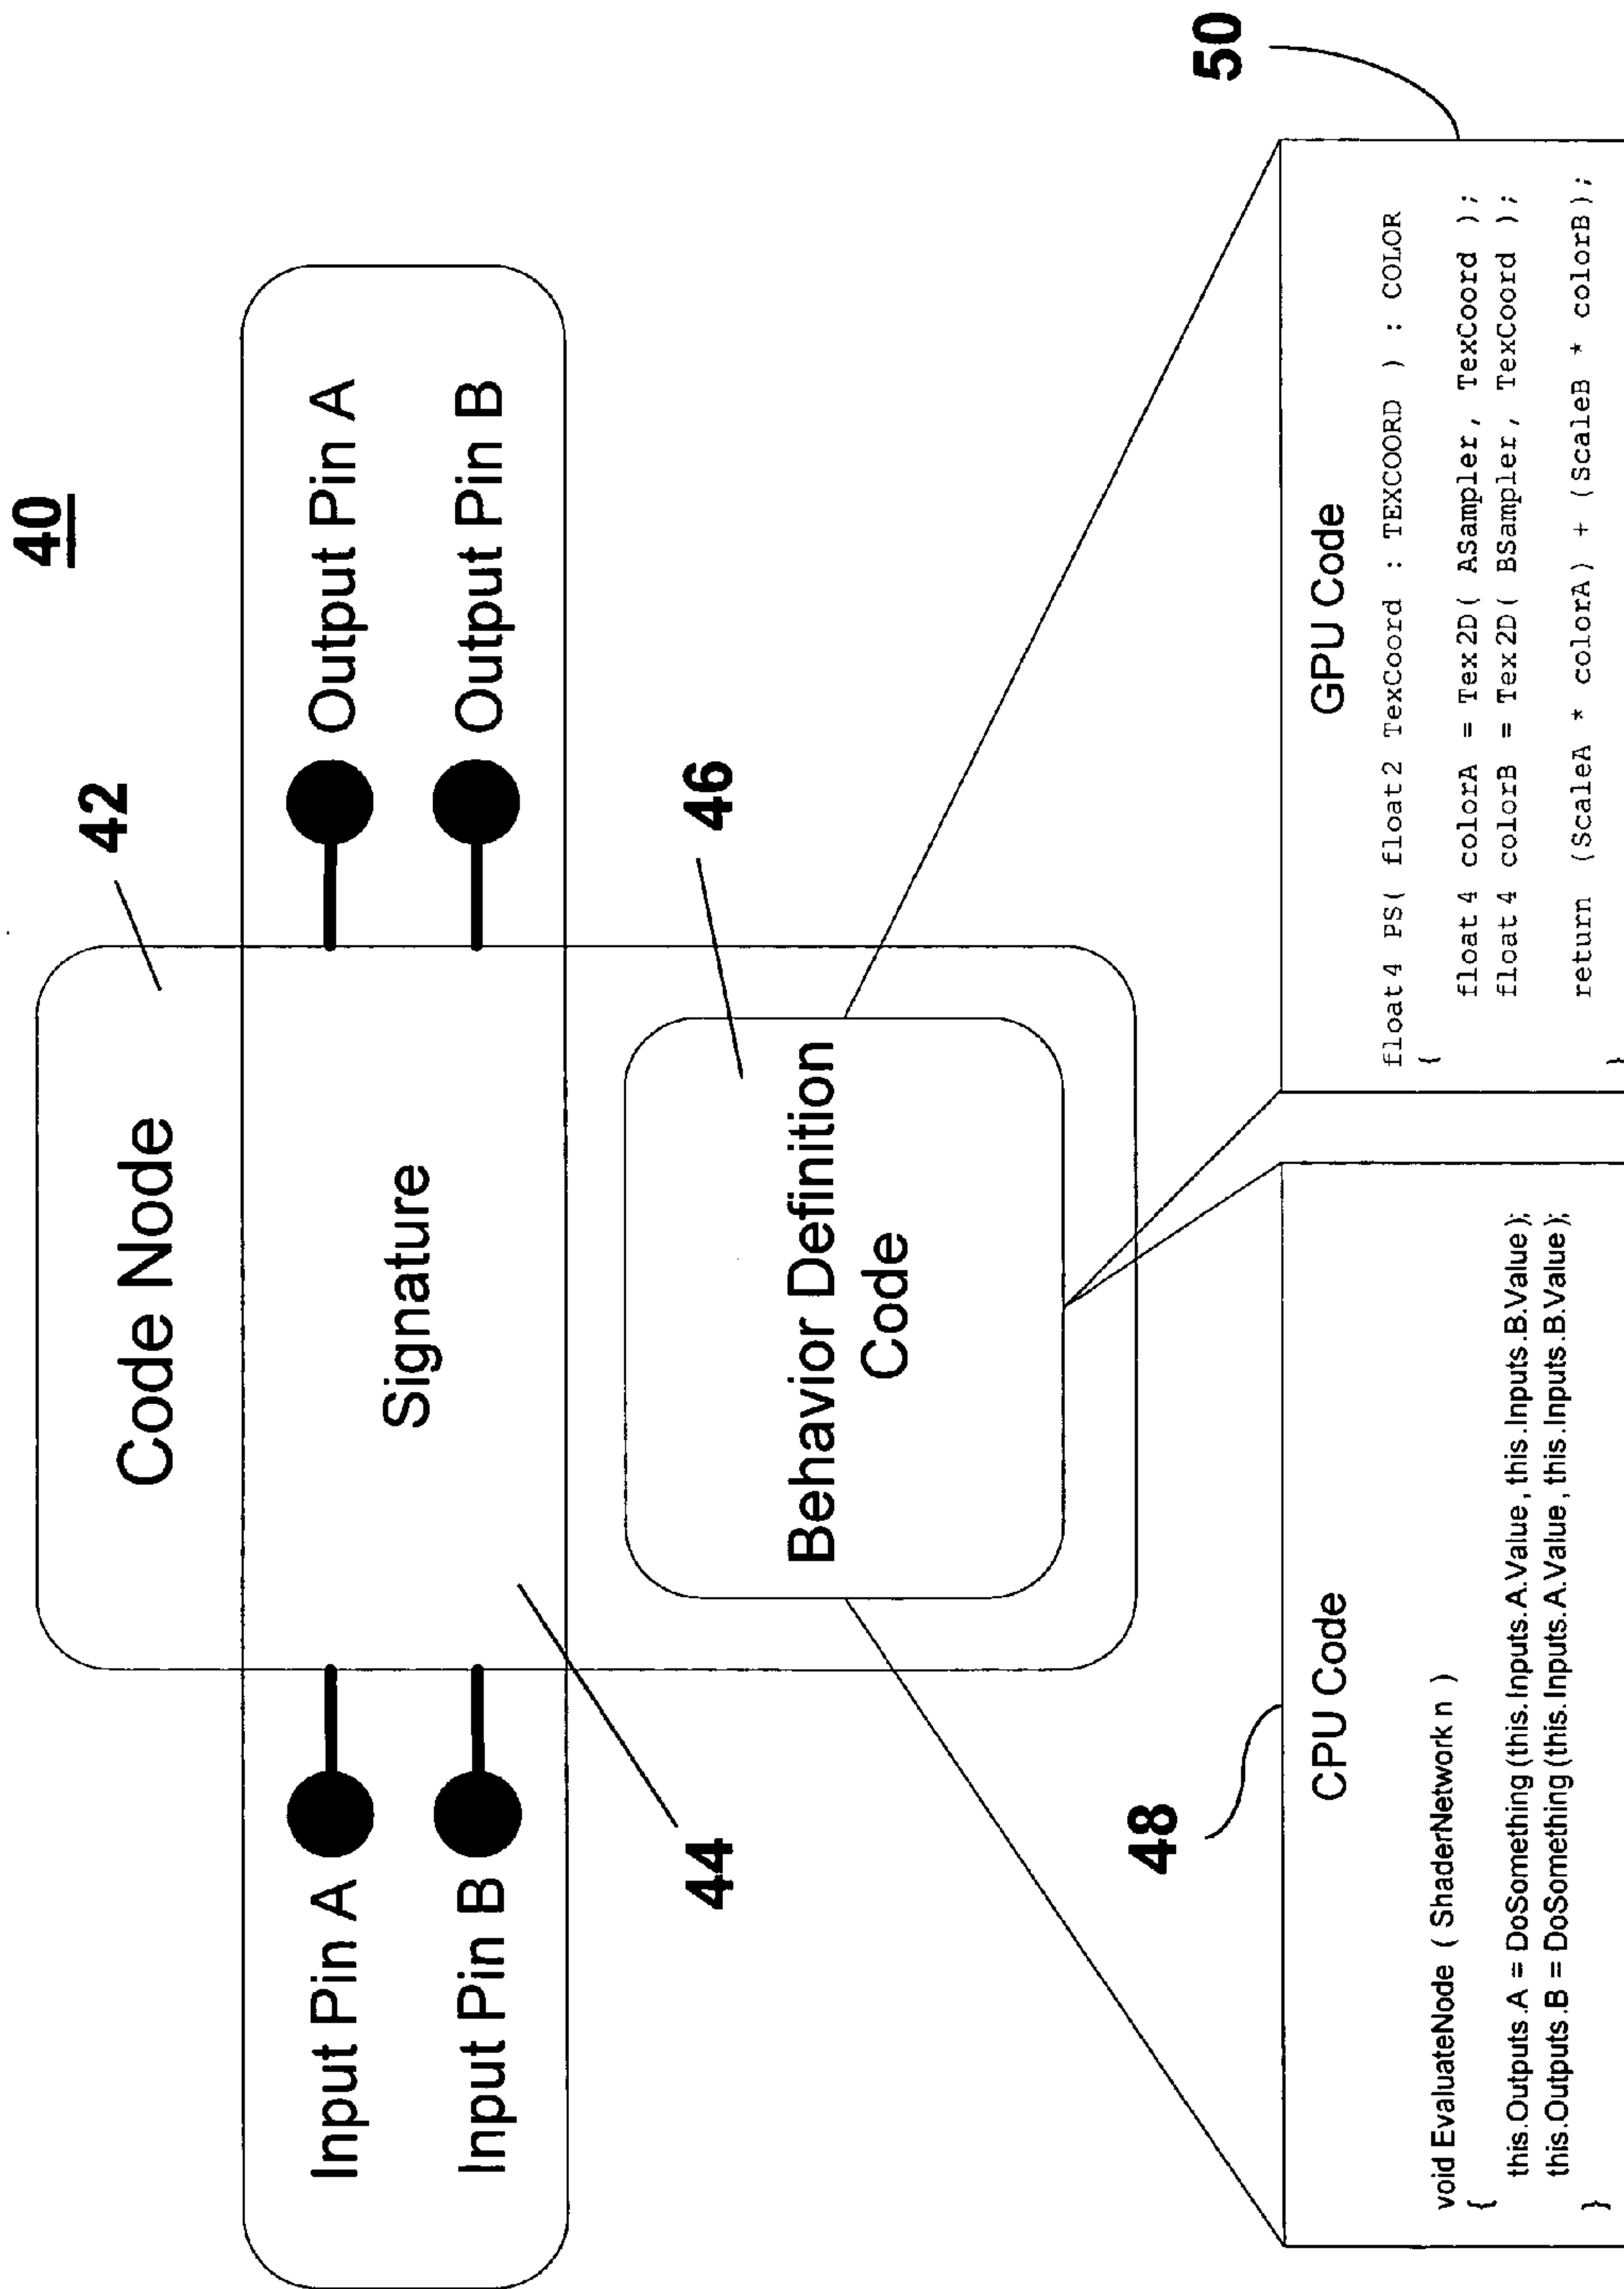 40
Code Node
42
Signature
Input Pin A
Output Pin A
Input Pin B
Output Pin B
44
46
Behavior Definition
Code
48
50
CPU Code
void EvaluateNode ( ShaderNetwork n )
{
this.Outputs.A = DoSomething (this.Inputs.A.Value, this.Inputs.B.Value);
this.Outputs.B = DoSomething (this.Inputs.A.Value, this.Inputs.B.Value);
}
GPU Code
float4 PS( float2 TexCoord : TEXCOORD ) : COLOR
{
float4 colorA = Tex2D( ASampler, TexCoord );
float4 colorB = Tex2D( BSampler, TexCoord );
return (ScaleA * colorA) + (ScaleB * colorB);
}